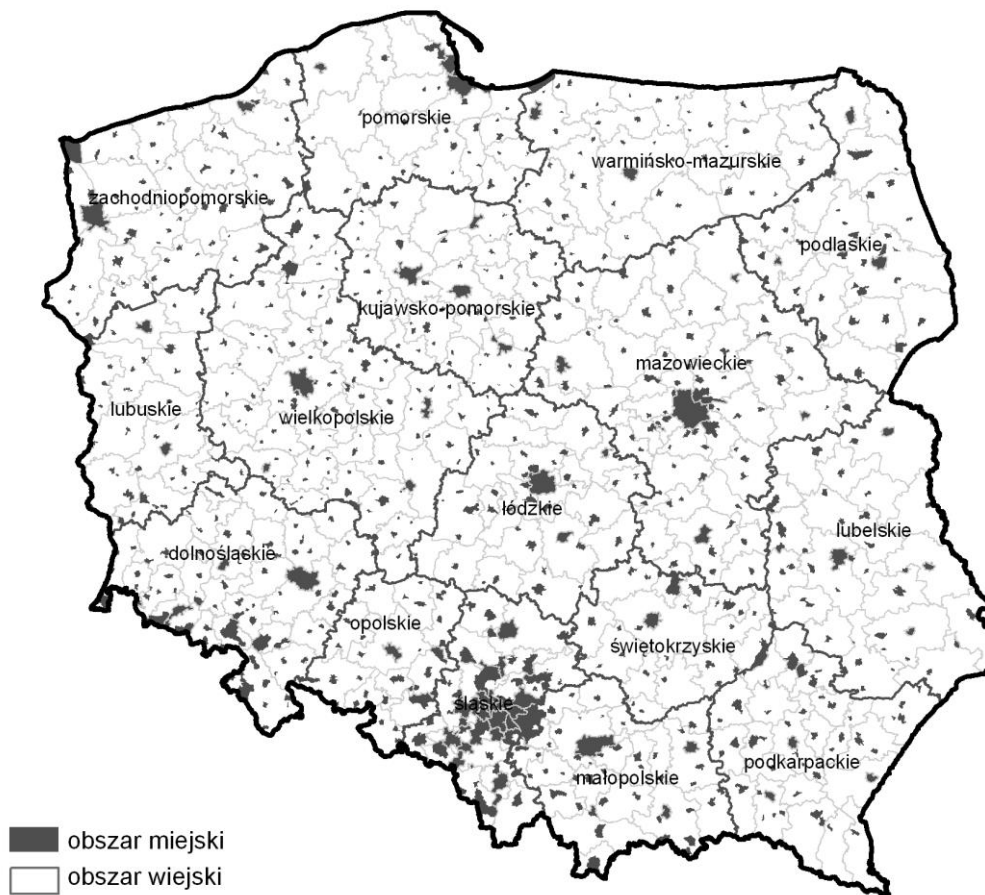 pomorskie
warmińsko-mazurskie
zachodniopomorskie
podlaskie
kujawsko-pomorskie
mazowieckie
lubuskie
wielkopolskie
łódzkie
lubelskie
dolnośląskie
opolskie
świętokrzyskie
śląskie
podkarpackie
małopolskie
obszar miejski
obszar wiejski